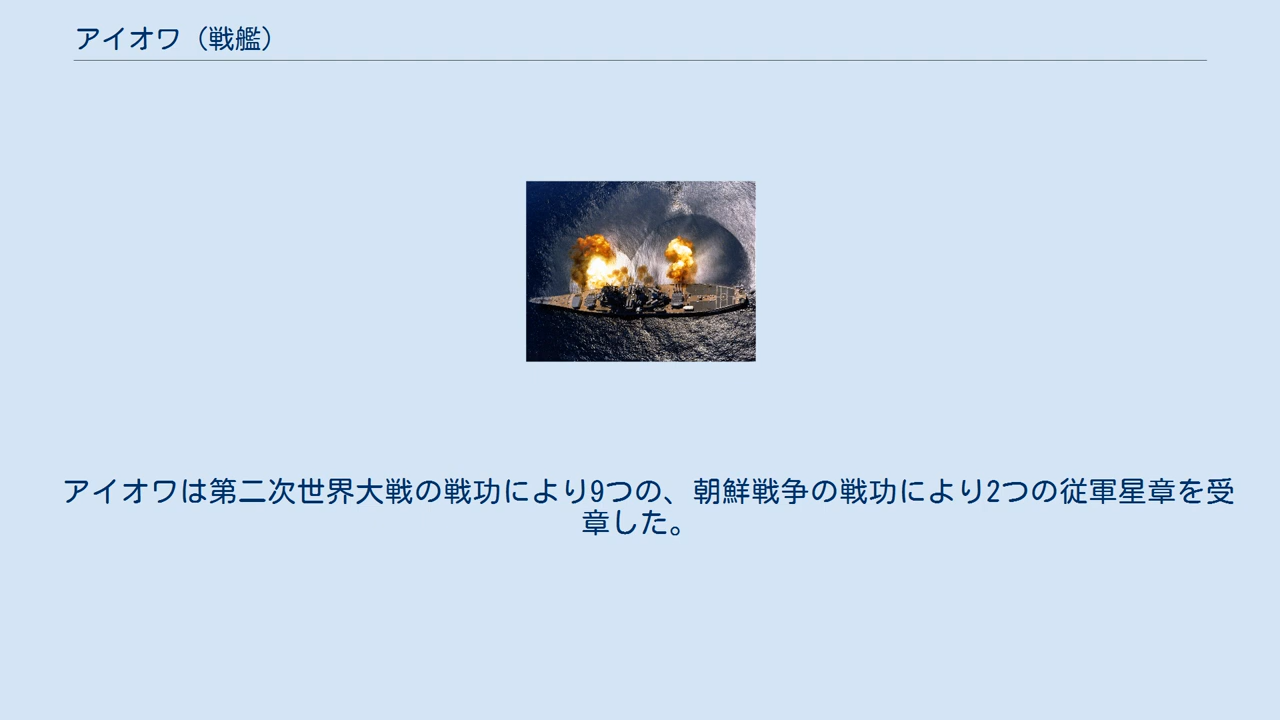 アイオワ（戦艦）
アイオワは第二次世界大戦の戦功により9つの、朝鮮戦争の戦功により2つの従軍星章を受
章した。